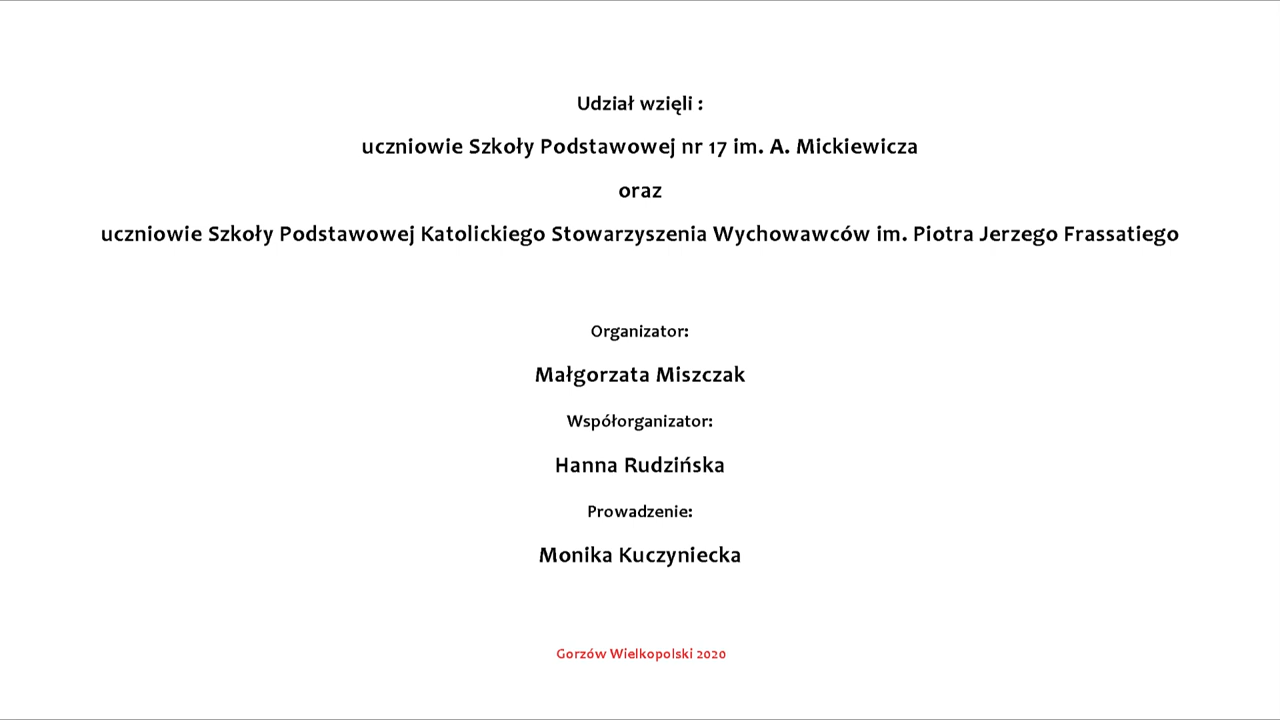 Udział wzięli :
uczniowie Szkoły Podstawowej nr 17 im. A. Mickiewicza
oraz
uczniowie Szkoły Podstawowej Katolickiego Stowarzyszenia Wychowawców im. Piotra Jerzego Frassatiego
Organizator:
Małgorzata Miszczak
Współorganizator:
Hanna Rudzińska
Prowadzenie:
Monika Kuczyniecka
Gorzów Wielkopolski 2020